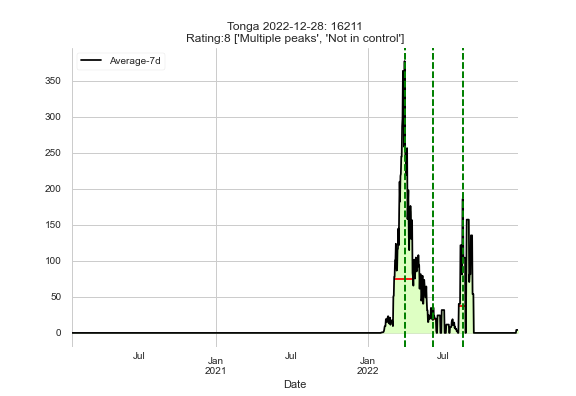 Tonga 2022-12-28: 16211
Rating:8 ['Multiple peaks', 'Not in control']
Average-7d
350
300
250
200
150
100
50
0
Jul
Jan
2021
Jul
Jan
2022
Jul
Date